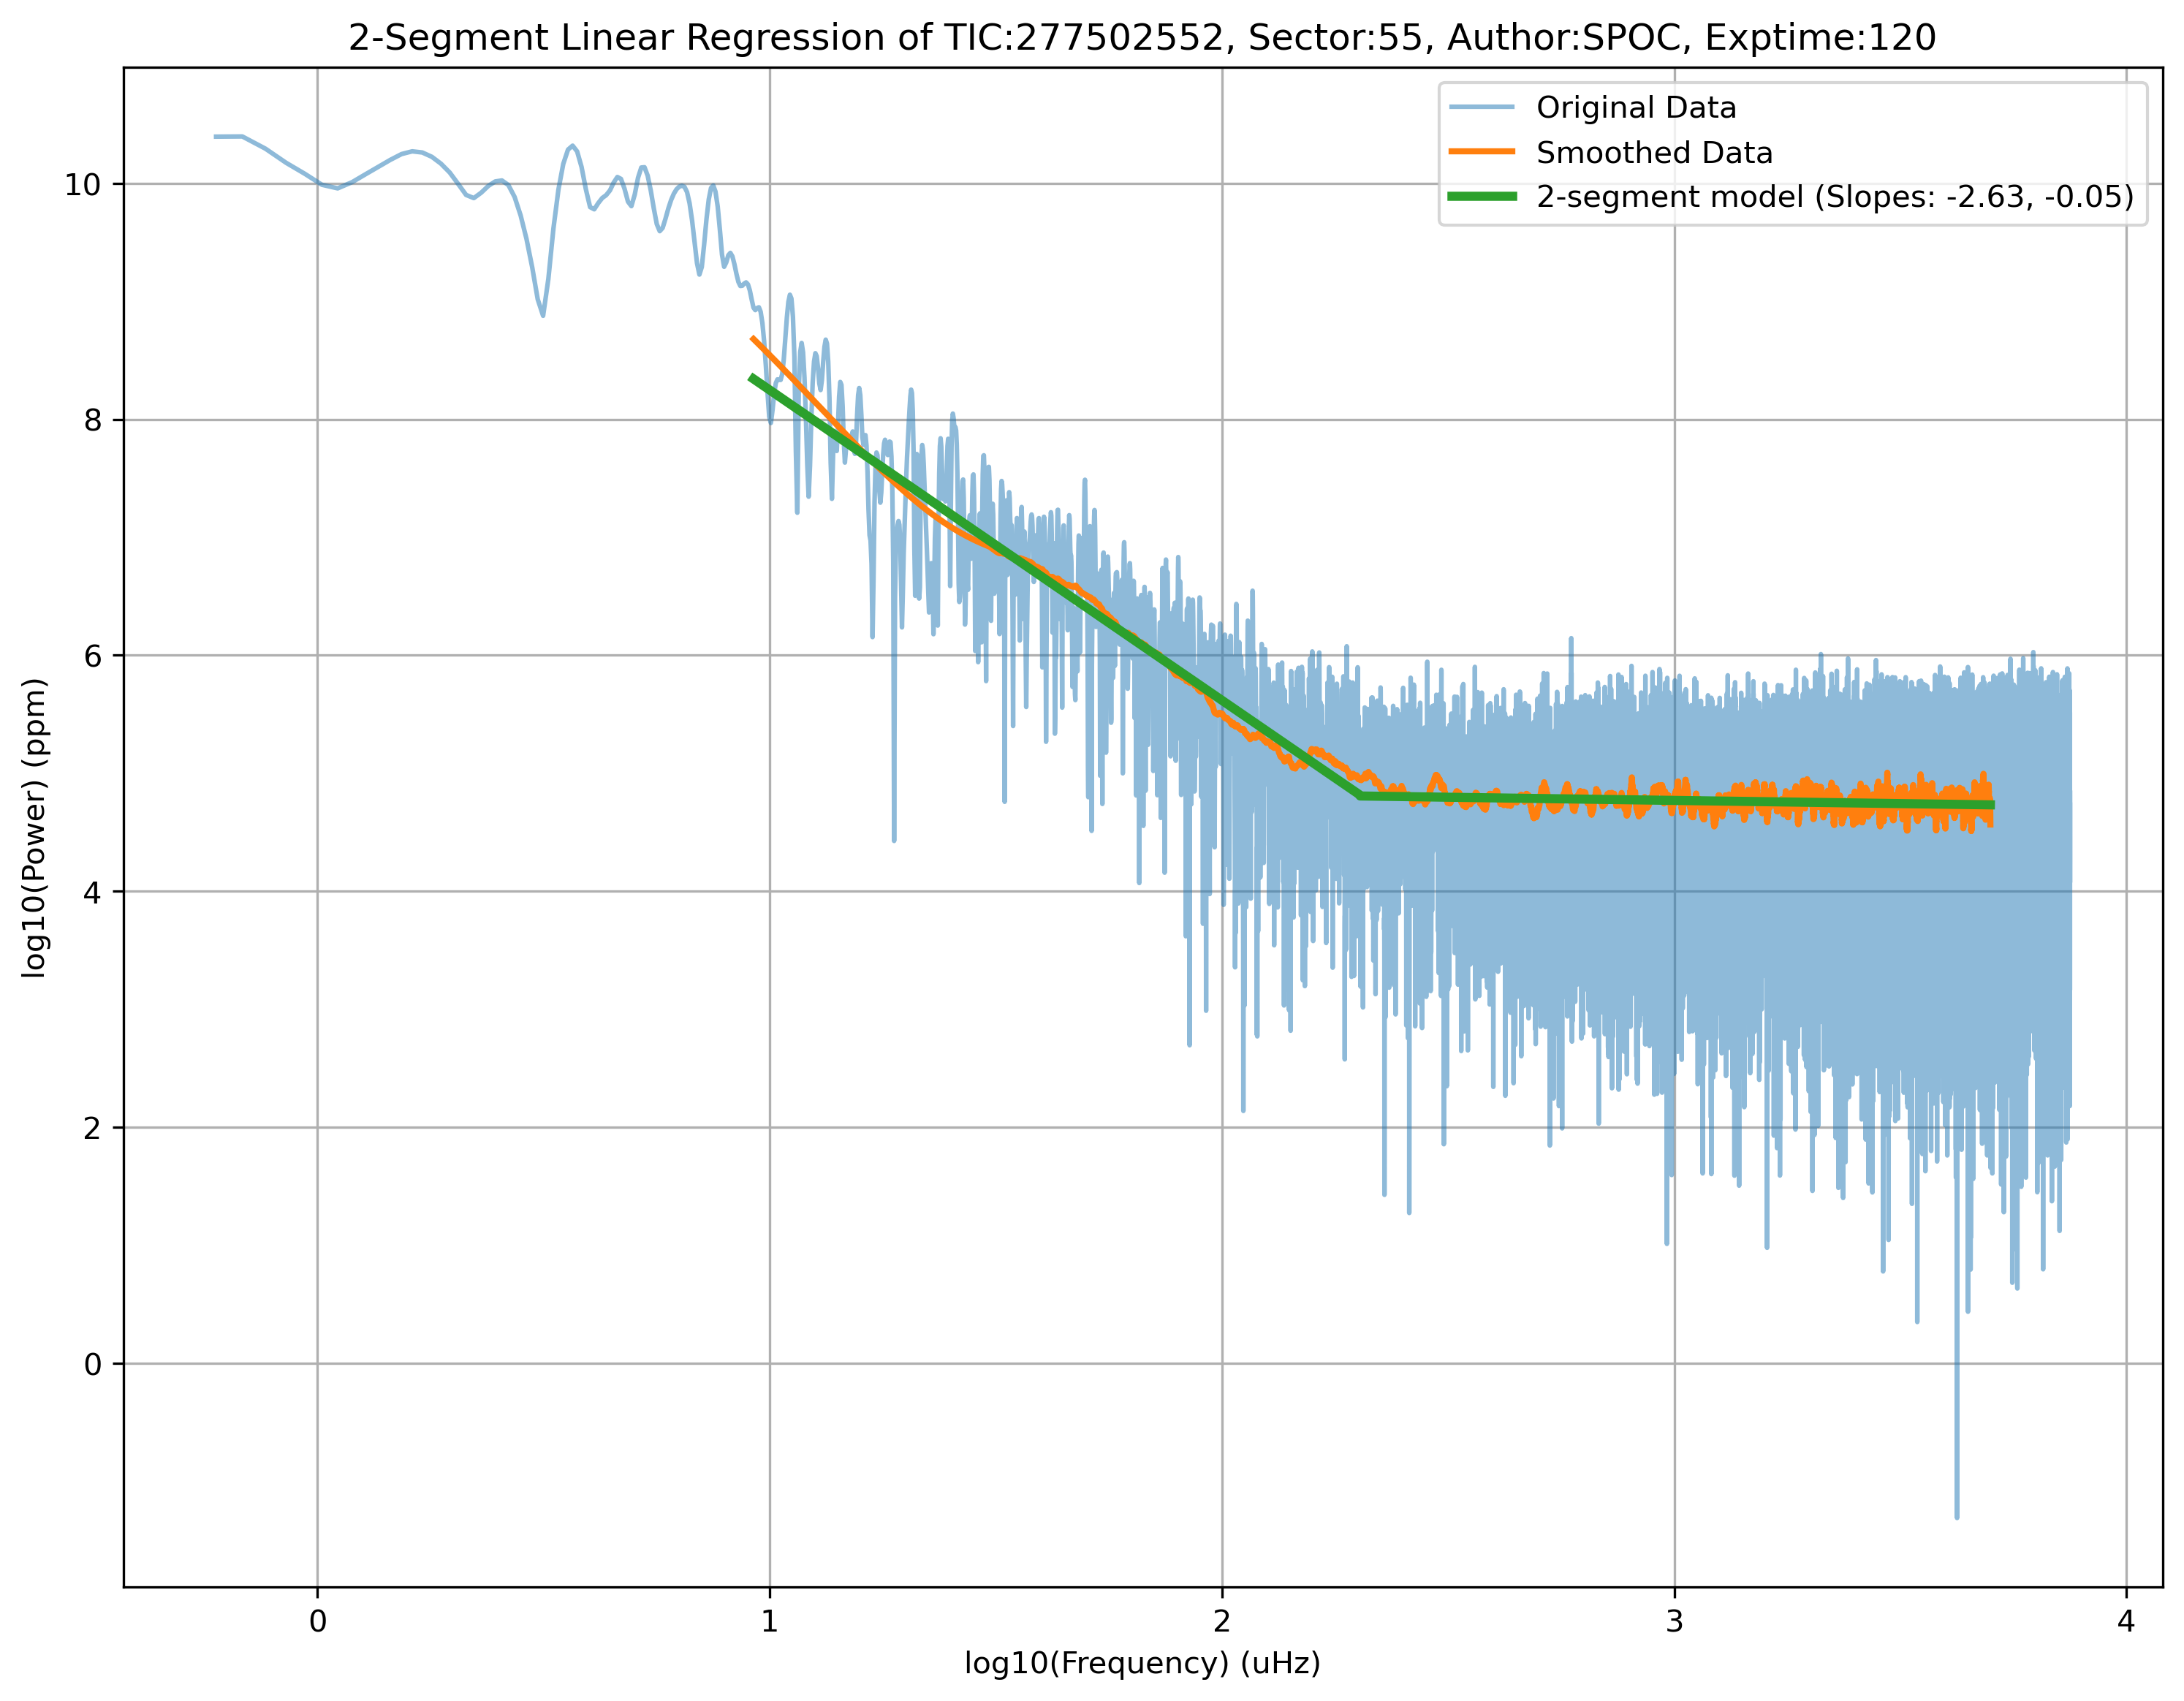 2-Segment Linear Regression of TIC:277502552, Sector:55, Author:SPOC, Exptime:120
Original Data
Smoothed Data
2-segment model (Slopes: -2.63, -0.05)
log10(Power) (ppm)
10
8
6
4
2
0
0 1 2 3 4
log10(Frequency) (uHz)